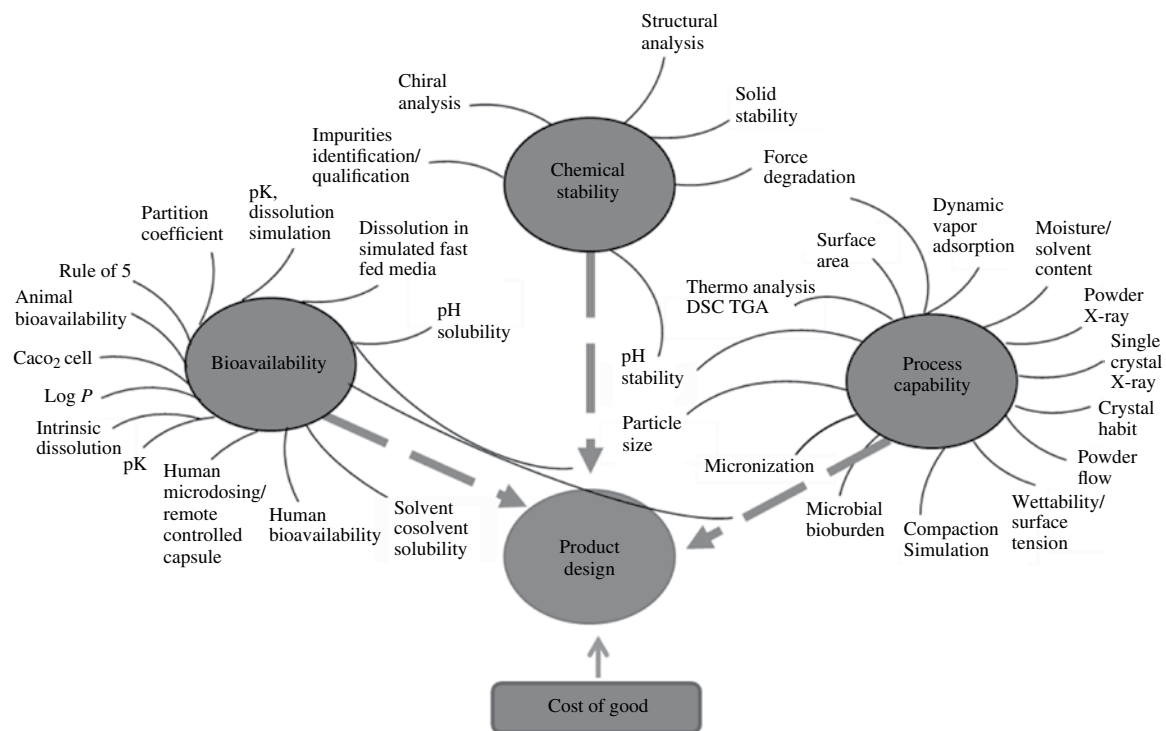 Structural
analysis
Chiral
analysis
Solid
stability
Impurities
identification/
qualification
Chemical
stability
Force
degradation
pK,
dissolution
simulation
Partition
coefficient
Dissolution in
simulated fast
fed media
Dynamic
vapor
adsorption
Moisture/
solvent
content
Surface
area
Rule of 5
Animal
bioavailability
Thermo analysis
DSC TGA
pH
solubility
Powder
X-ray
Single
crystal
X-ray
Caco₂ cell
Bioavailability
pH
stability
Process
capability
Log P
Crystal
habit
Intrinsic
dissolution
pK
Particle
size
Human
microdosing/
remote
controlled
capsule
Human
bioavailability
Solvent
cosolvent
solubility
Micronization
Microbial
bioburden
Compaction
Simulation
Wettability/
surface
tension
Powder
flow
Product
design
Cost of good